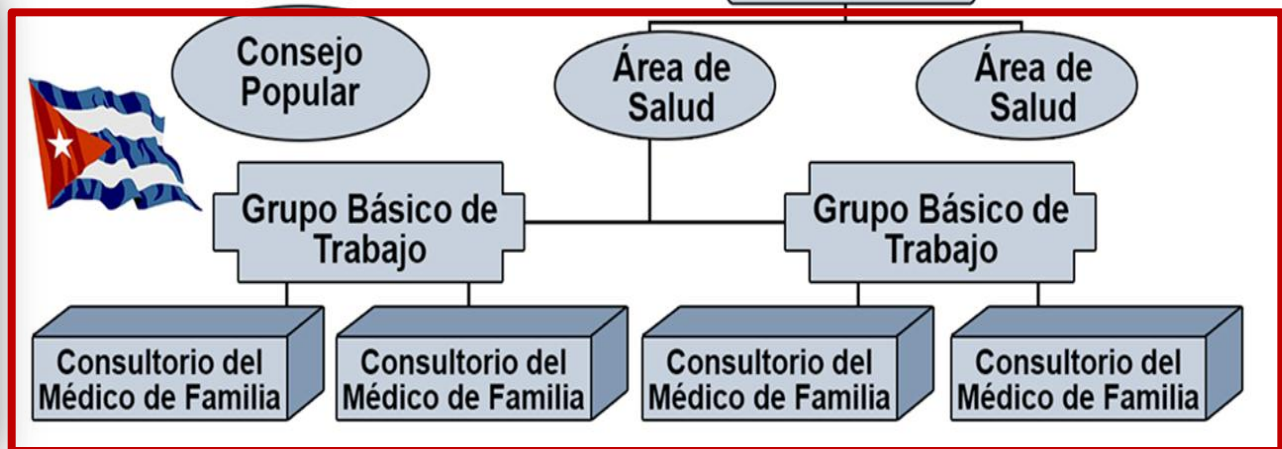 Consejo
Popular
Área de
Salud
Área de
Salud
Grupo Básico de
Trabajo
Grupo Básico de
Trabajo
Consultorio del
Médico de Familia
Consultorio del
Médico de Familia
Consultorio del
Médico de Familia
Consultorio del
Médico de Familia